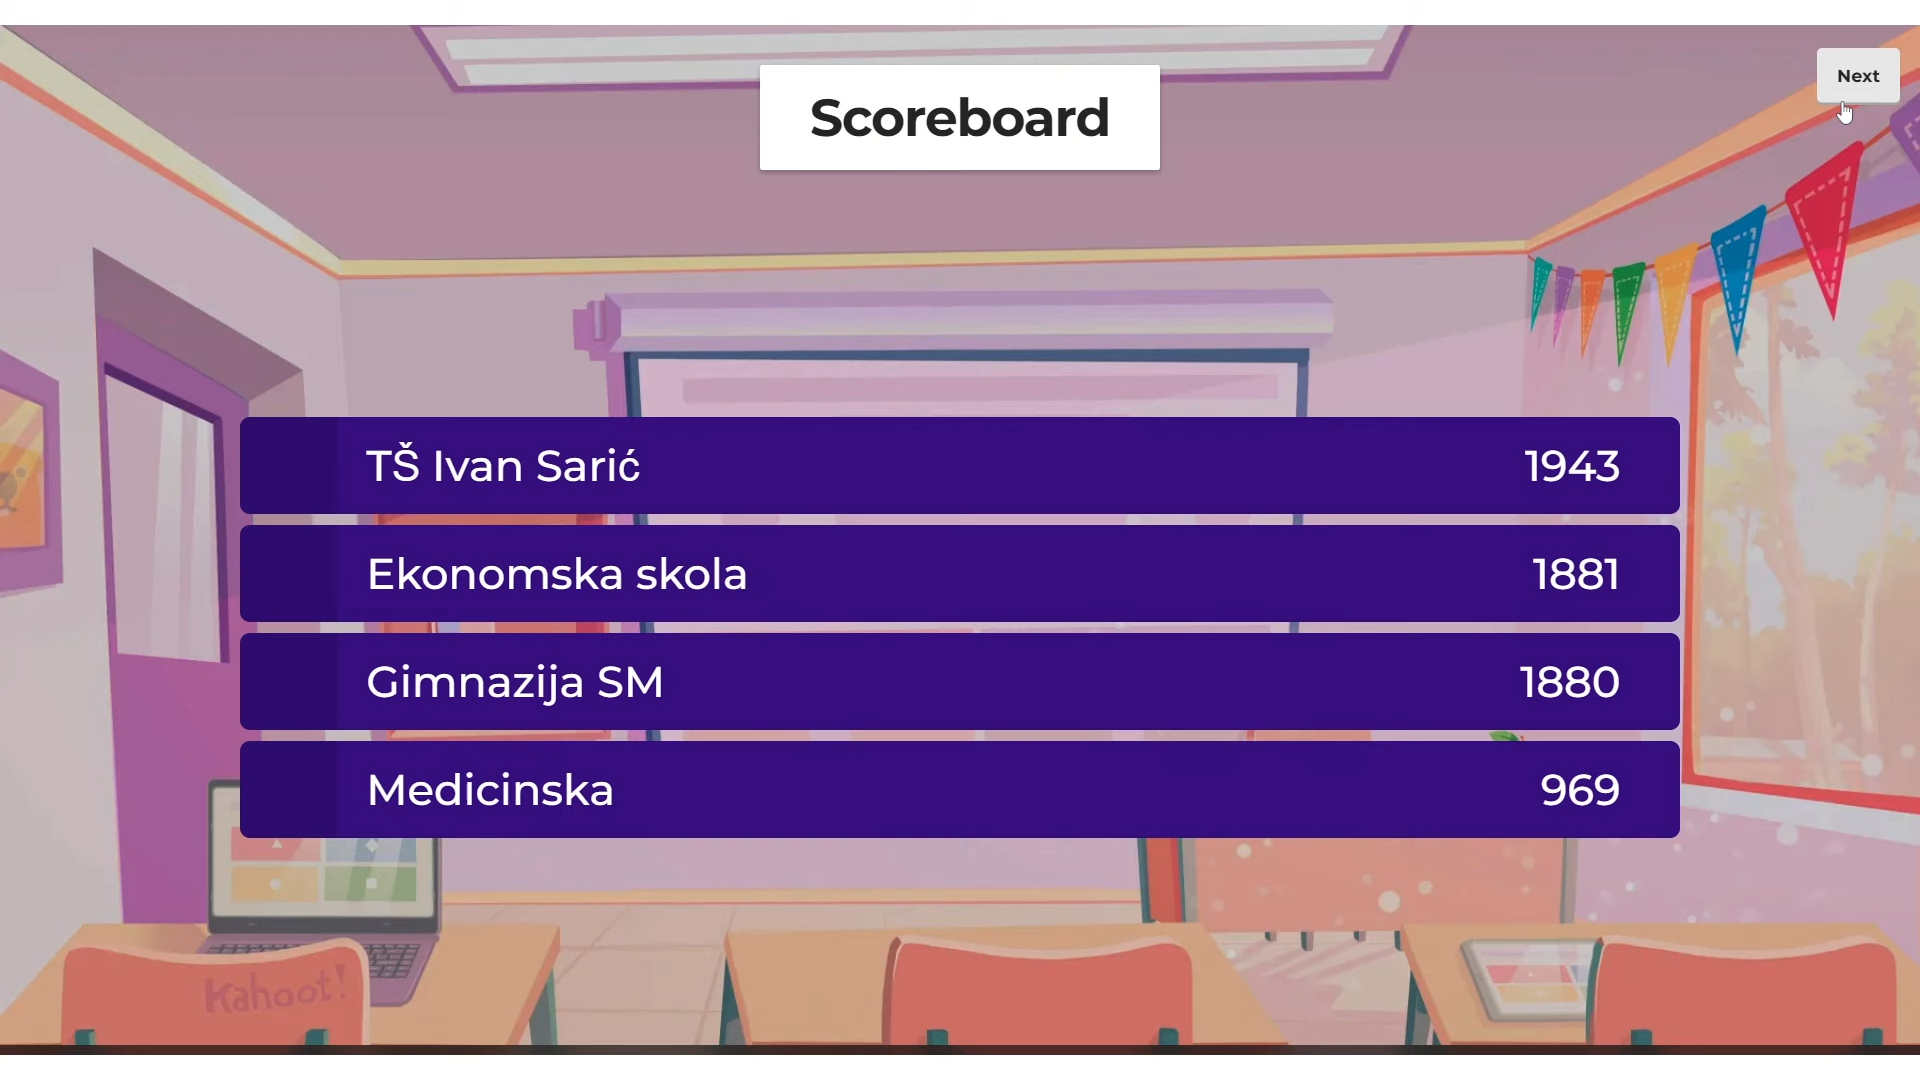 Next
Scoreboard
TŠ Ivan Sarić 1943
Ekonomska skola 1881
Gimnazija SM 1880
Medicinska 969
Kahoot!